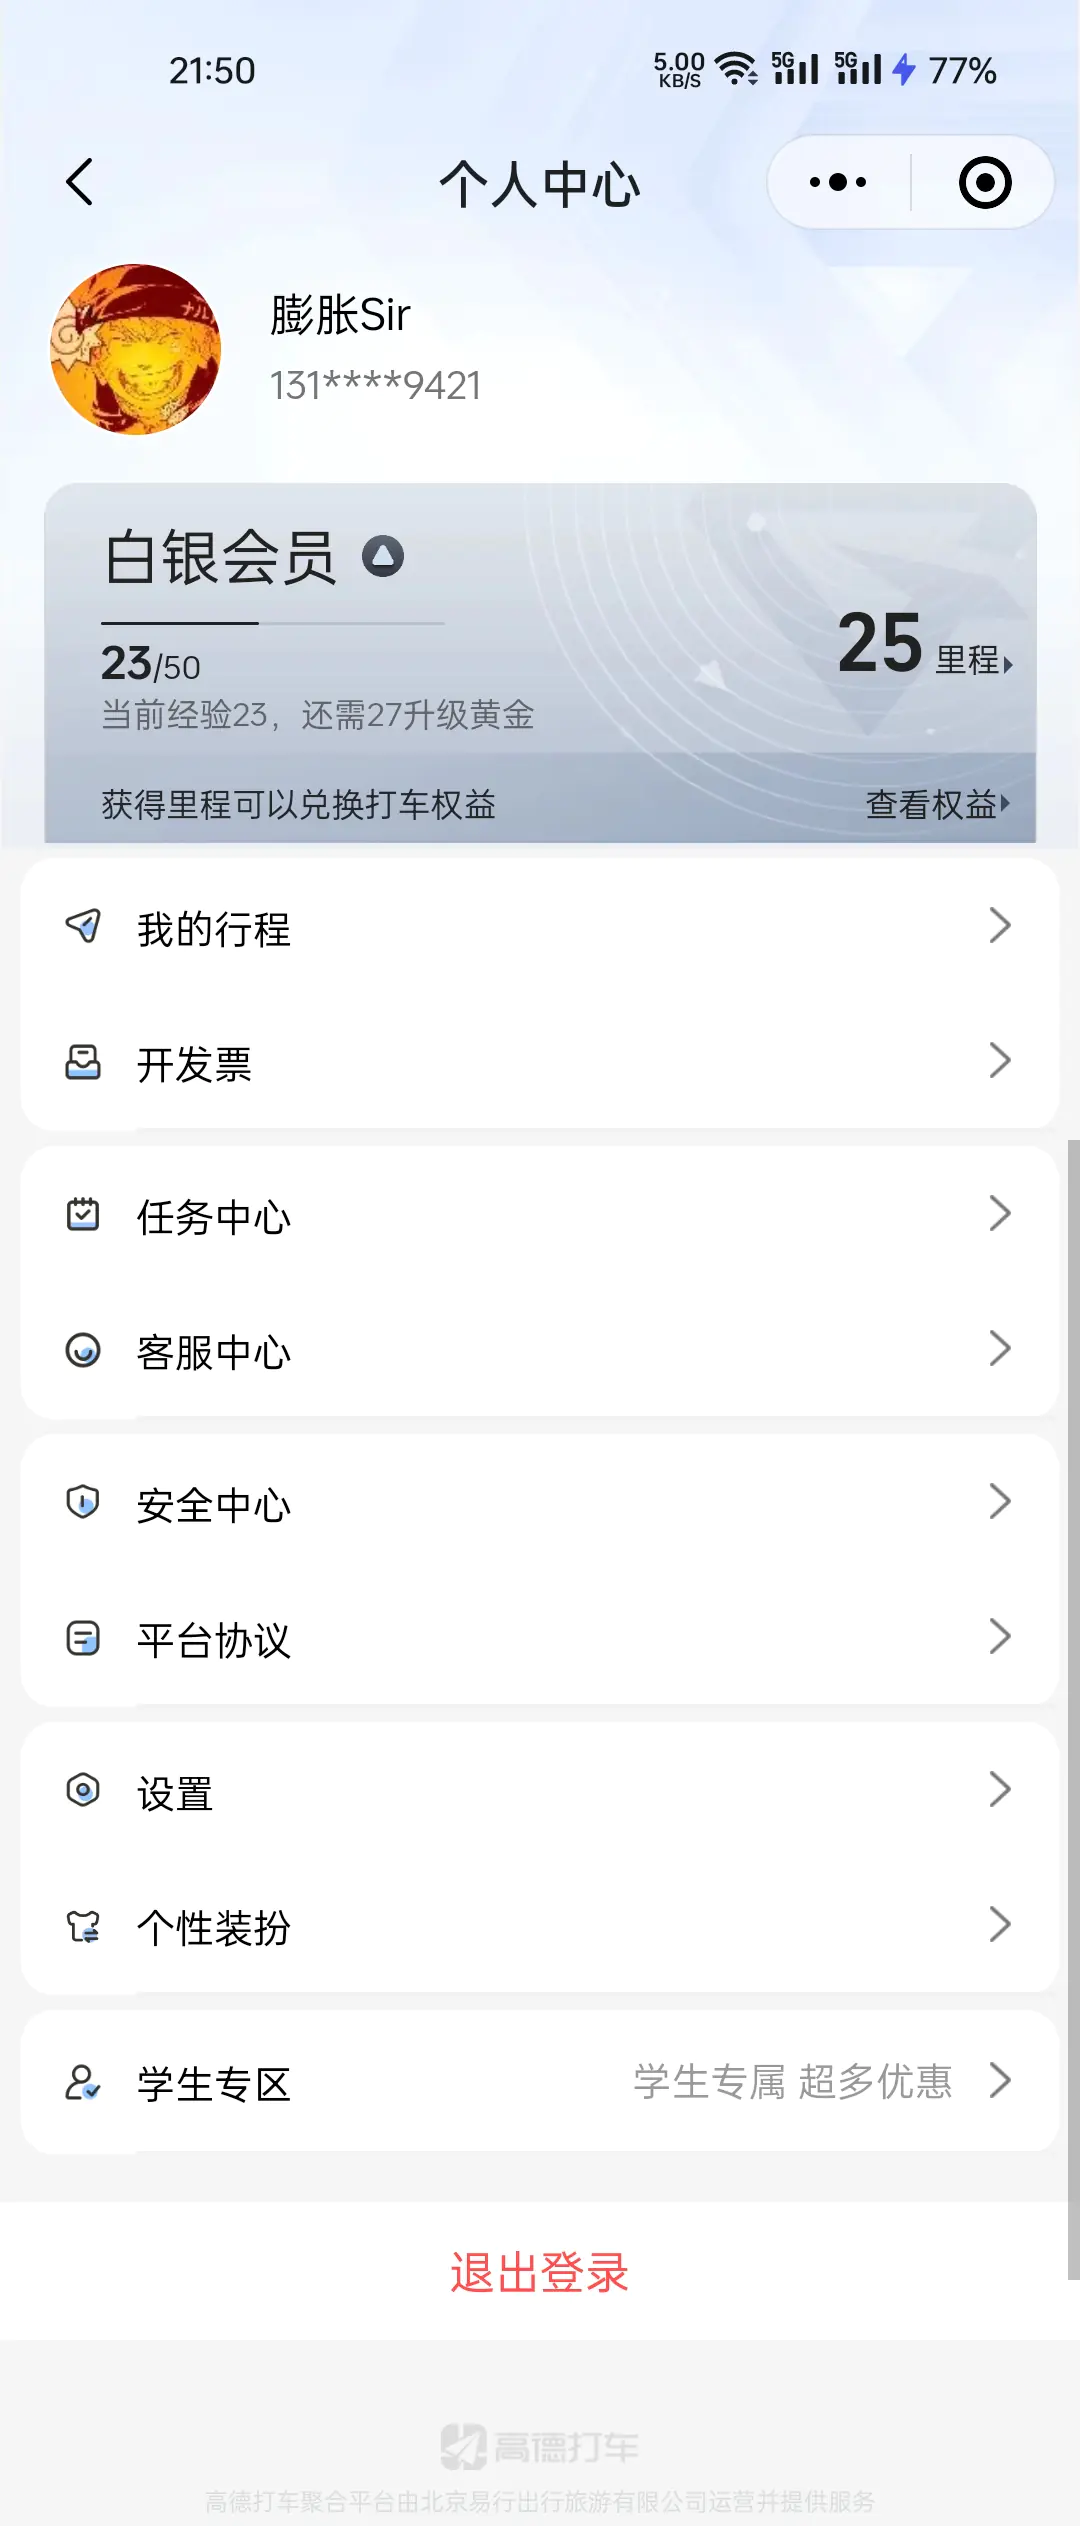 21:50
5.00 KB/S 5G 5G 77%
个人中心
膨胀Sir
131****9421
白银会员
23/50
25 里程
当前经验23，还需27升级黄金
获得里程可以兑换打车权益
查看权益
我的行程
开发票
任务中心
客服中心
安全中心
平台协议
设置
个性装扮
学生专区
学生专属 超多优惠
退出登录
高德打车
高德打车聚合平台由北京易行出行旅游有限公司运营并提供服务